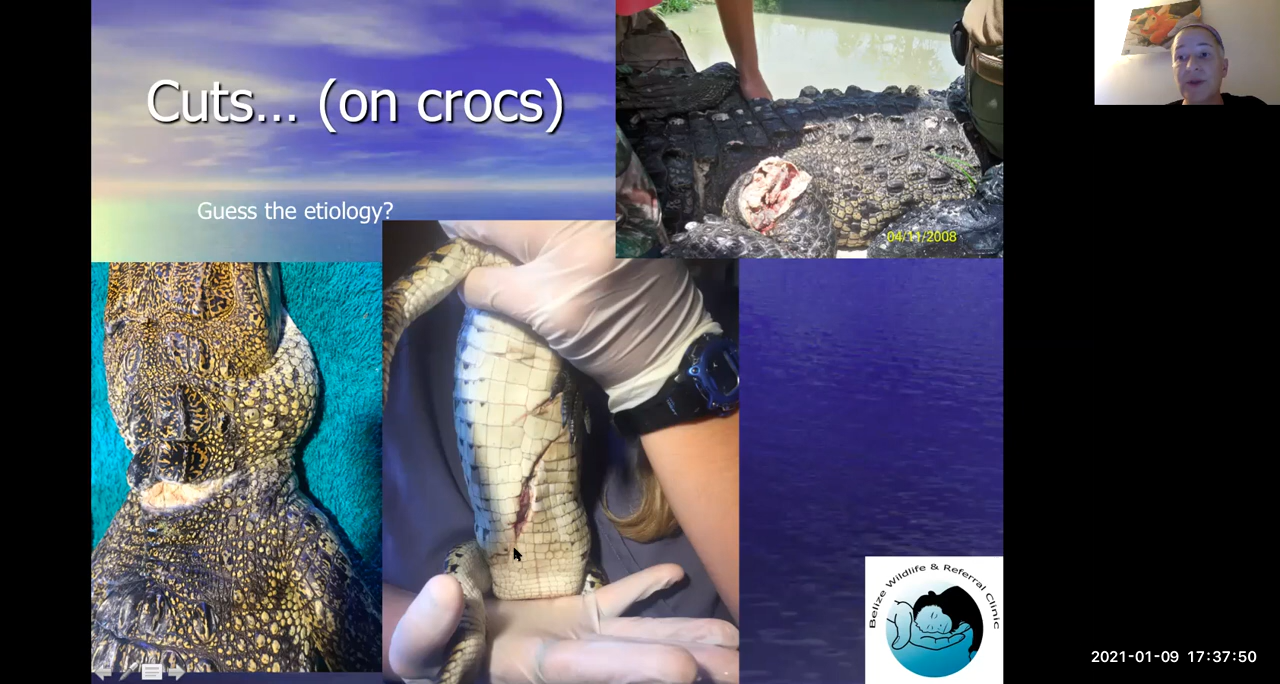 Cuts... (on crocs)
Guess the etiology?
04/11/2008
Belize Wildlife & Referral Clinic
2021-01-09 17:37:50